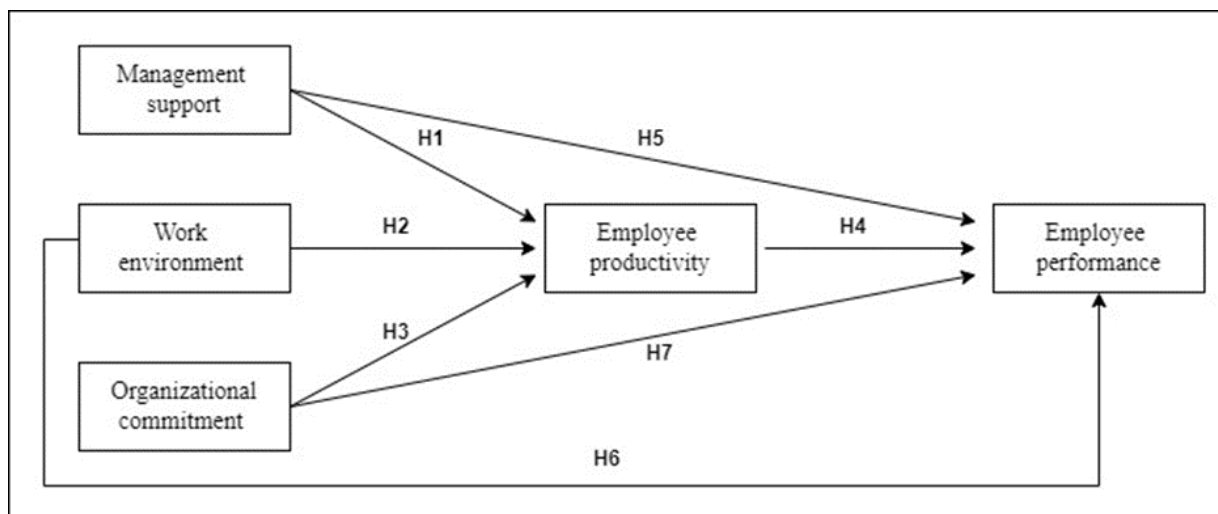 Management
support
H1
H5
Work
environment
H2
Employee
productivity
H4
Employee
performance
H3
H7
Organizational
commitment
H6